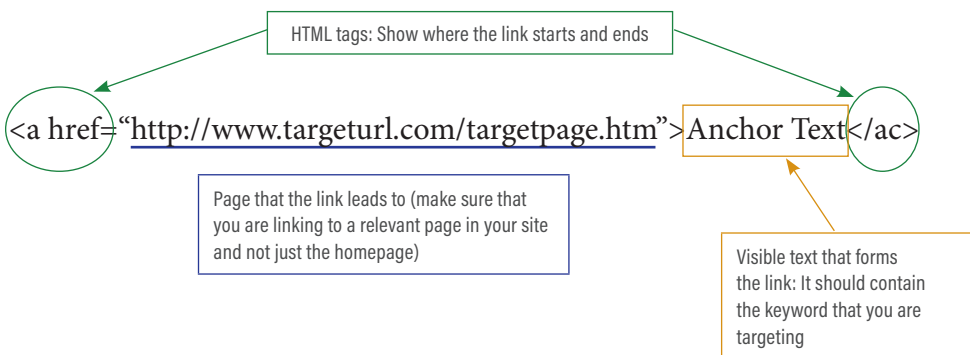 HTML tags: Show where the link starts and ends
<a href=“http://www.targeturl.com/targetpage.htm”>Anchor Text</ac>
Page that the link leads to (make sure that
you are linking to a relevant page in your site
and not just the homepage)
Visible text that forms
the link: It should contain
the keyword that you are
targeting